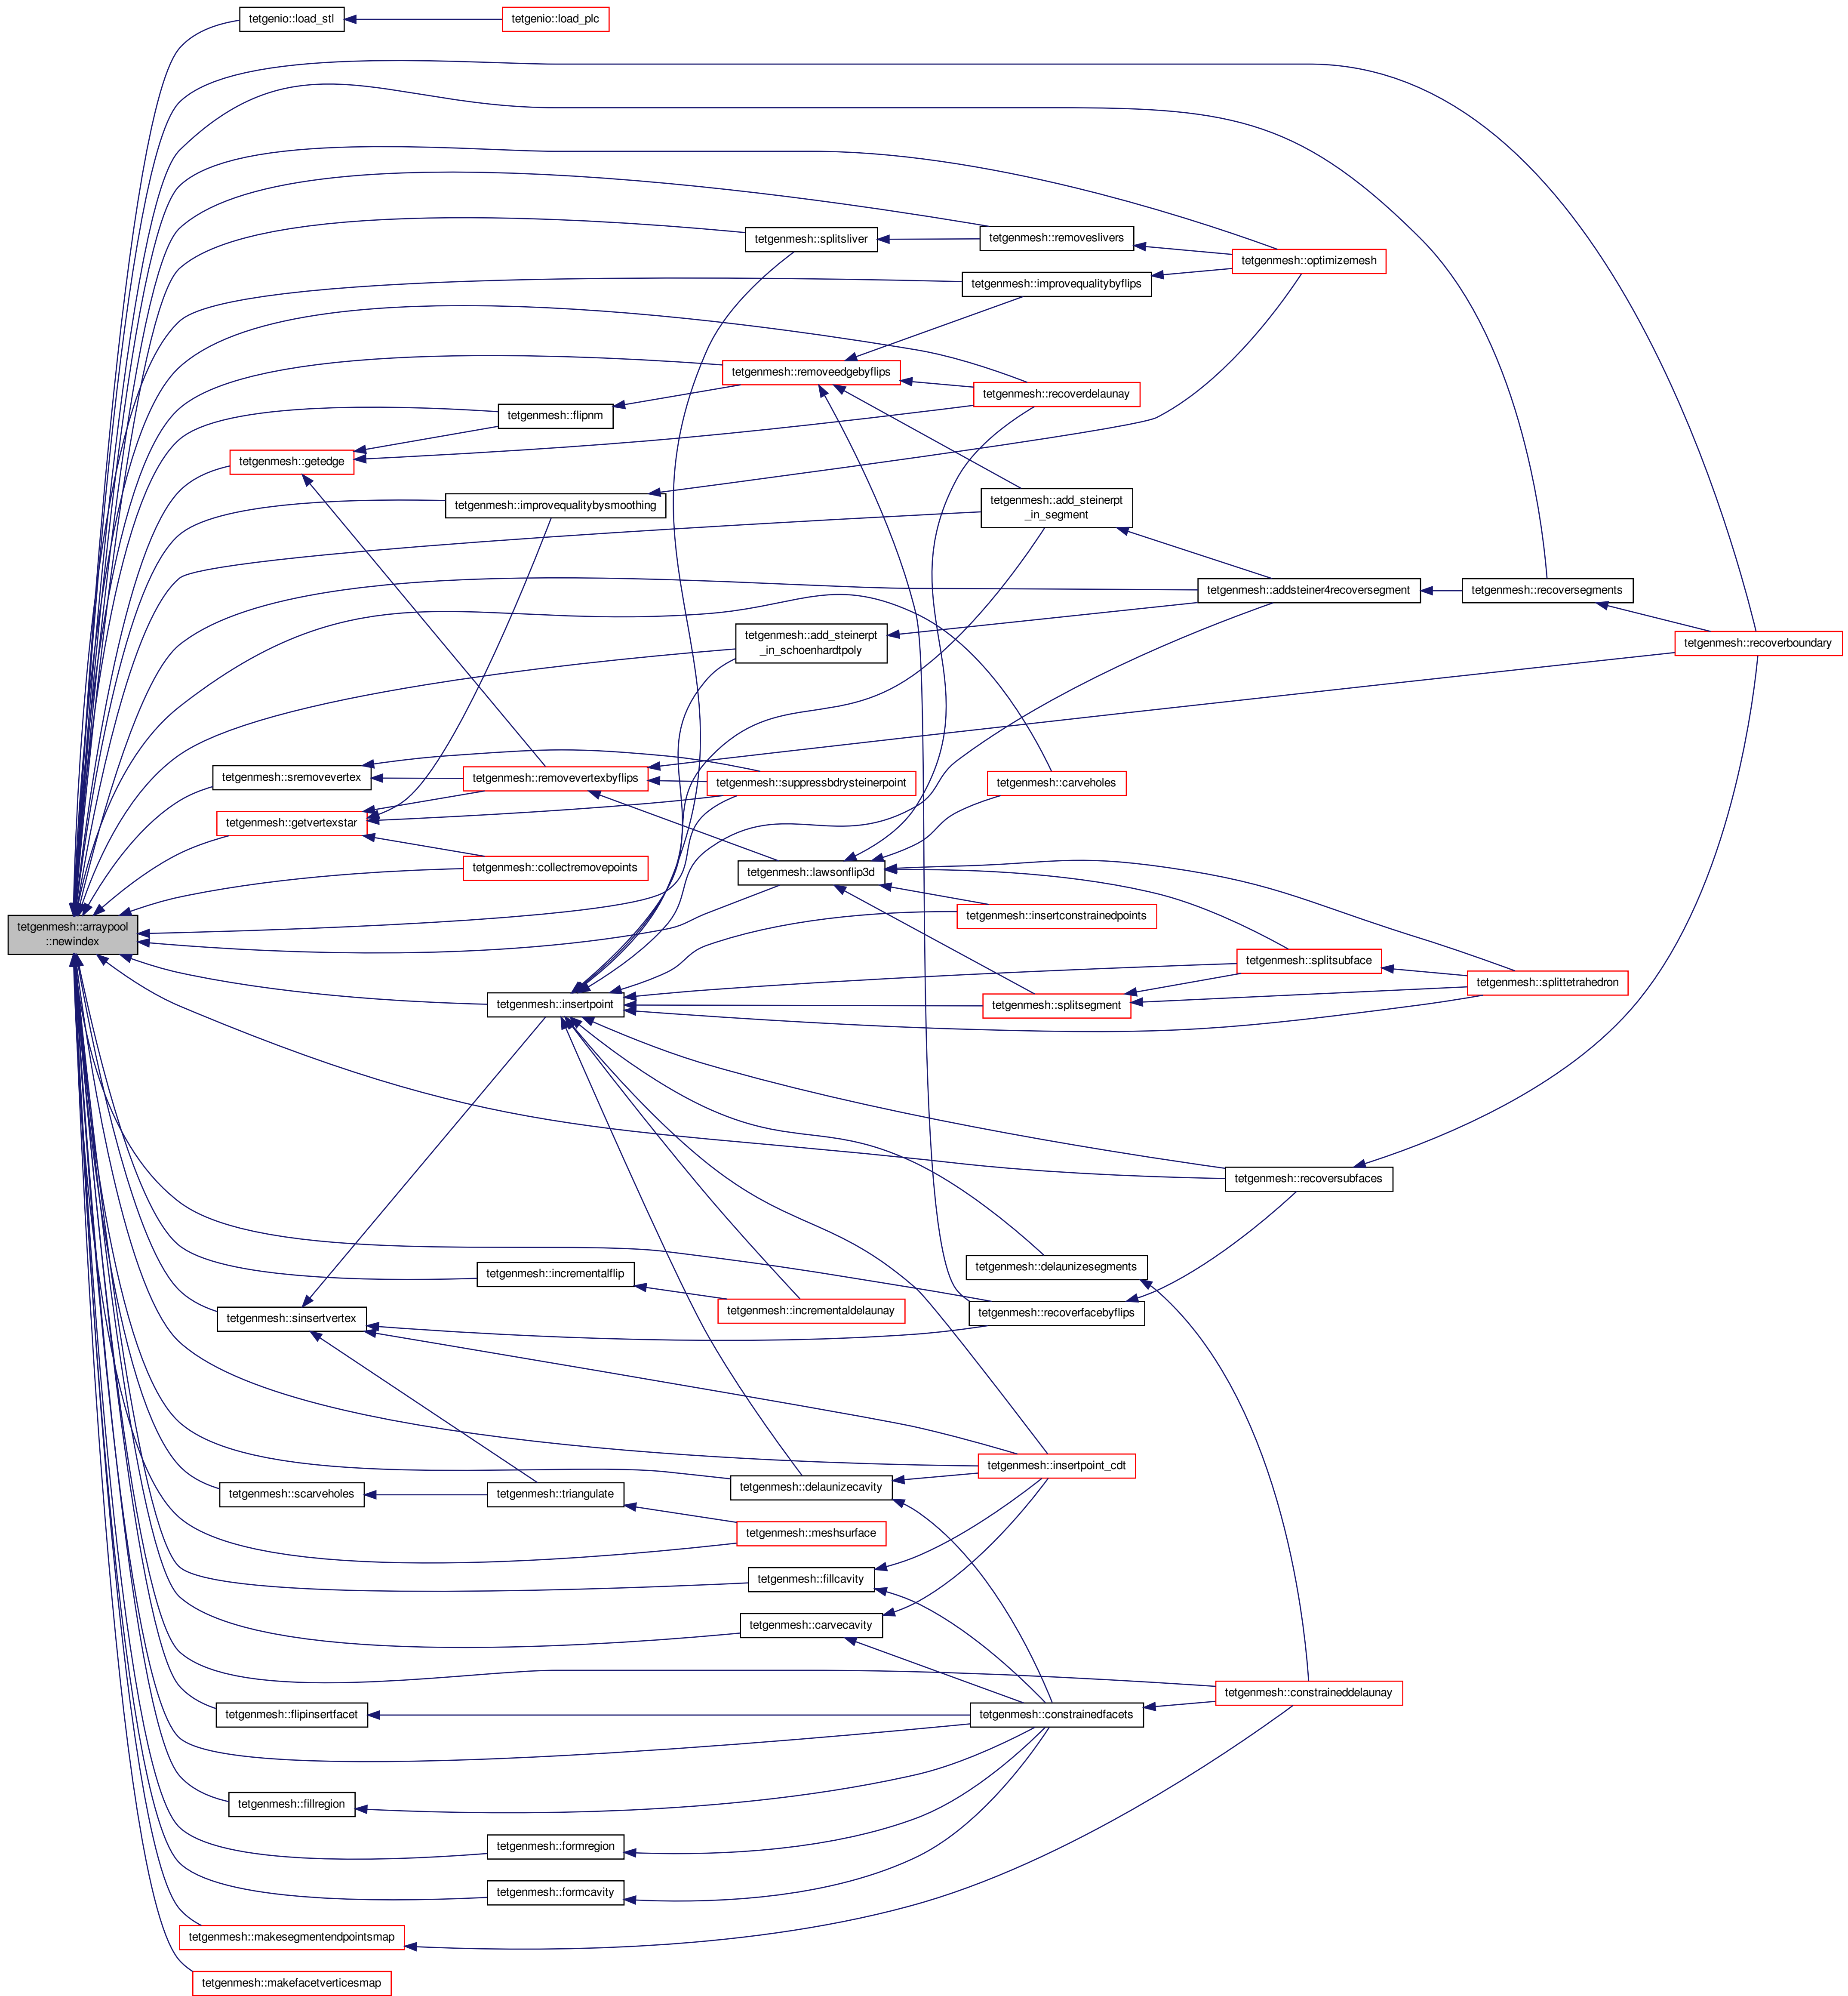 tetgenio::load_stl
tetgenio::load_plc
tetgenmesh::splitsliver
tetgenmesh::removeslivers
tetgenmesh::optimizemesh
tetgenmesh::improvequalitybyflips
tetgenmesh::removeedgebyflips
tetgenmesh::recoverdelaunay
tetgenmesh::flipnm
tetgenmesh::getedge
tetgenmesh::improvequalitybysmoothing
tetgenmesh::add_steinerpt
_in_segment
tetgenmesh::addsteiner4recoversegment
tetgenmesh::recoversegments
tetgenmesh::add_steinerpt
_in_schoenhardtpoly
tetgenmesh::recoverboundary
tetgenmesh::sremovevertex
tetgenmesh::removevertexbyflips
tetgenmesh::suppressbdrysteinerpoint
tetgenmesh::carveholes
tetgenmesh::getvertexstar
tetgenmesh::collectremovepoints
tetgenmesh::lawsonflip3d
tetgenmesh::insertconstrainedpoints
tetgenmesh::arraypool
::newindex
tetgenmesh::splitsubface
tetgenmesh::splittetrahedron
tetgenmesh::insertpoint
tetgenmesh::splitsegment
tetgenmesh::recoversubfaces
tetgenmesh::delaunizesegments
tetgenmesh::incrementalflip
tetgenmesh::incrementaldelaunay
tetgenmesh::recoverfacebyflips
tetgenmesh::sinsertvertex
tetgenmesh::insertpoint_cdt
tetgenmesh::delaunizecavity
tetgenmesh::scarveholes
tetgenmesh::triangulate
tetgenmesh::meshsurface
tetgenmesh::fillcavity
tetgenmesh::carvecavity
tetgenmesh::constraineddelaunay
tetgenmesh::flipinsertfacet
tetgenmesh::constrainedfacets
tetgenmesh::fillregion
tetgenmesh::formregion
tetgenmesh::formcavity
tetgenmesh::makesegmentendpointsmap
tetgenmesh::makefacetverticesmap